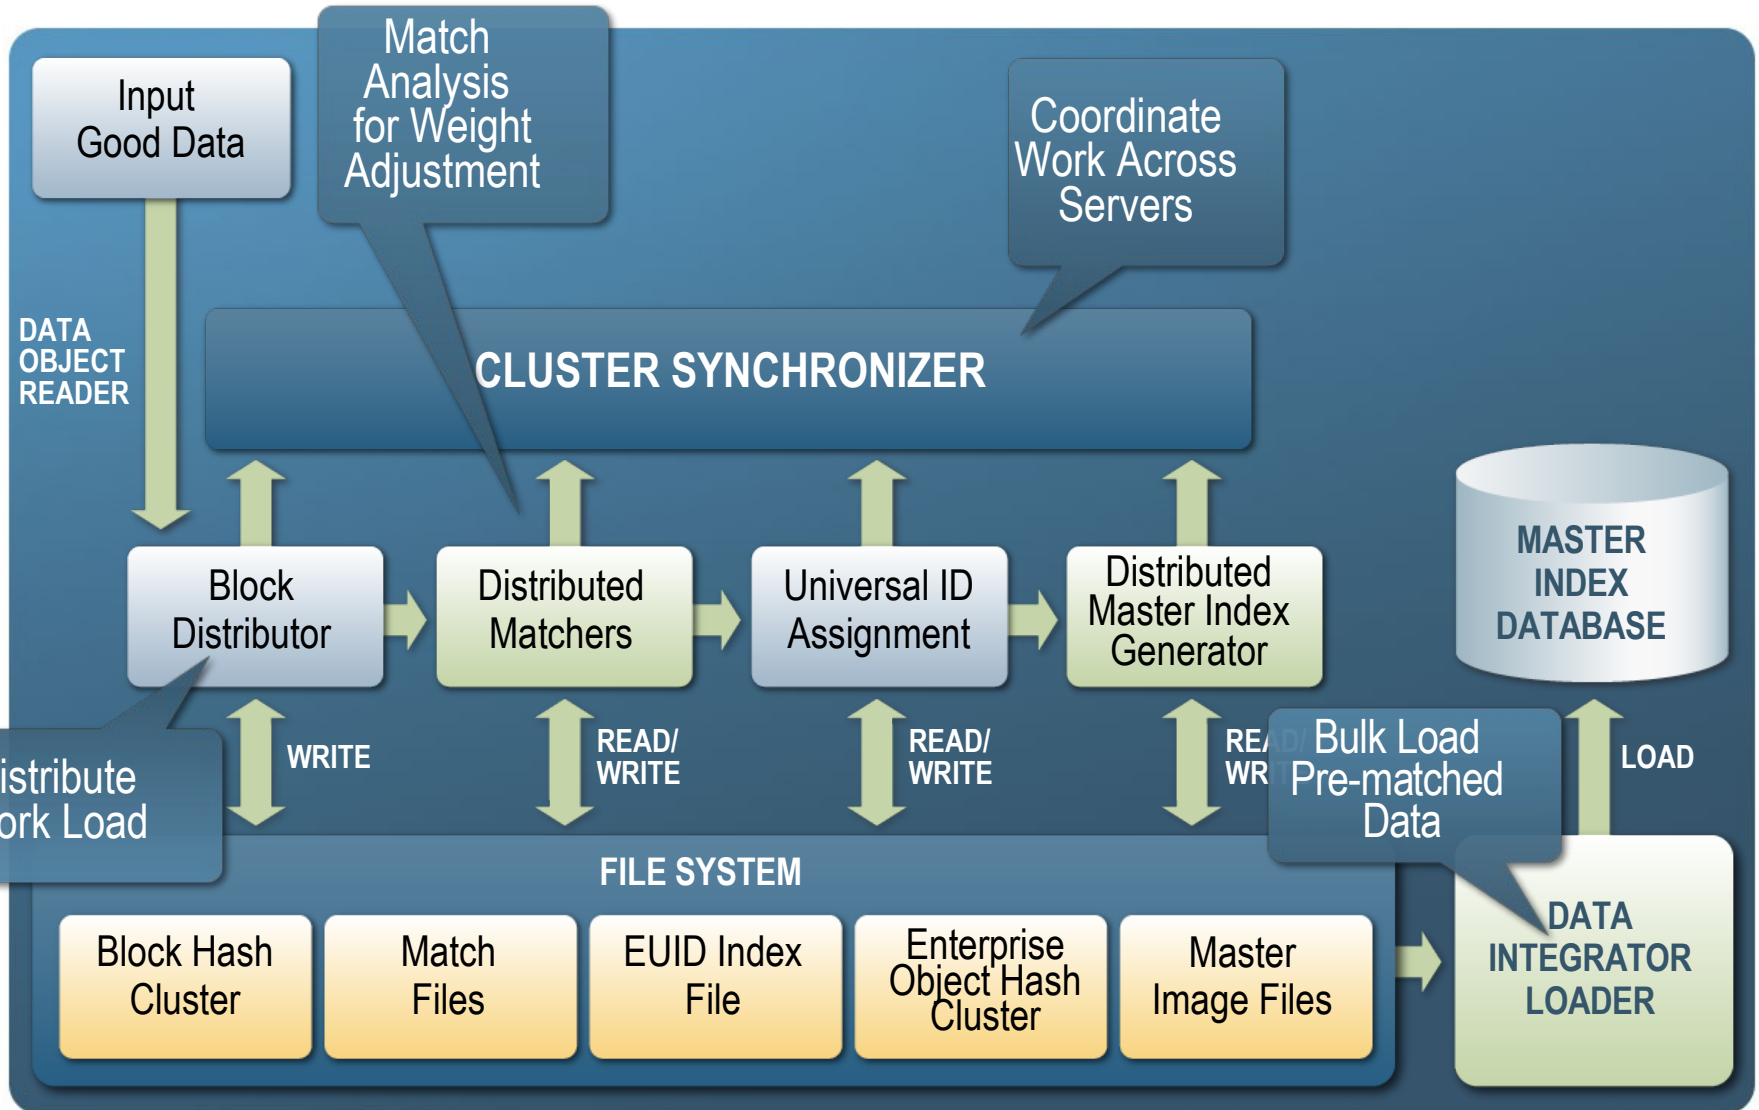 Match
Analysis
for Weight
Adjustment
Input
Good Data
Coordinate
Work Across
Servers
DATA
OBJECT
READER
CLUSTER SYNCHRONIZER
Block
Distributor
Distributed
Matchers
Universal ID
Assignment
Distributed
Master Index
Generator
MASTER
INDEX
DATABASE
istribute
ork Load
WRITE
READ/
WRITE
READ/
WRITE
READ/
WRITE
Bulk Load
Pre-matched
Data
LOAD
FILE SYSTEM
Block Hash
Cluster
Match
Files
EUID Index
File
Enterprise
Object Hash
Cluster
Master
Image Files
DATA
INTEGRATOR
LOADER